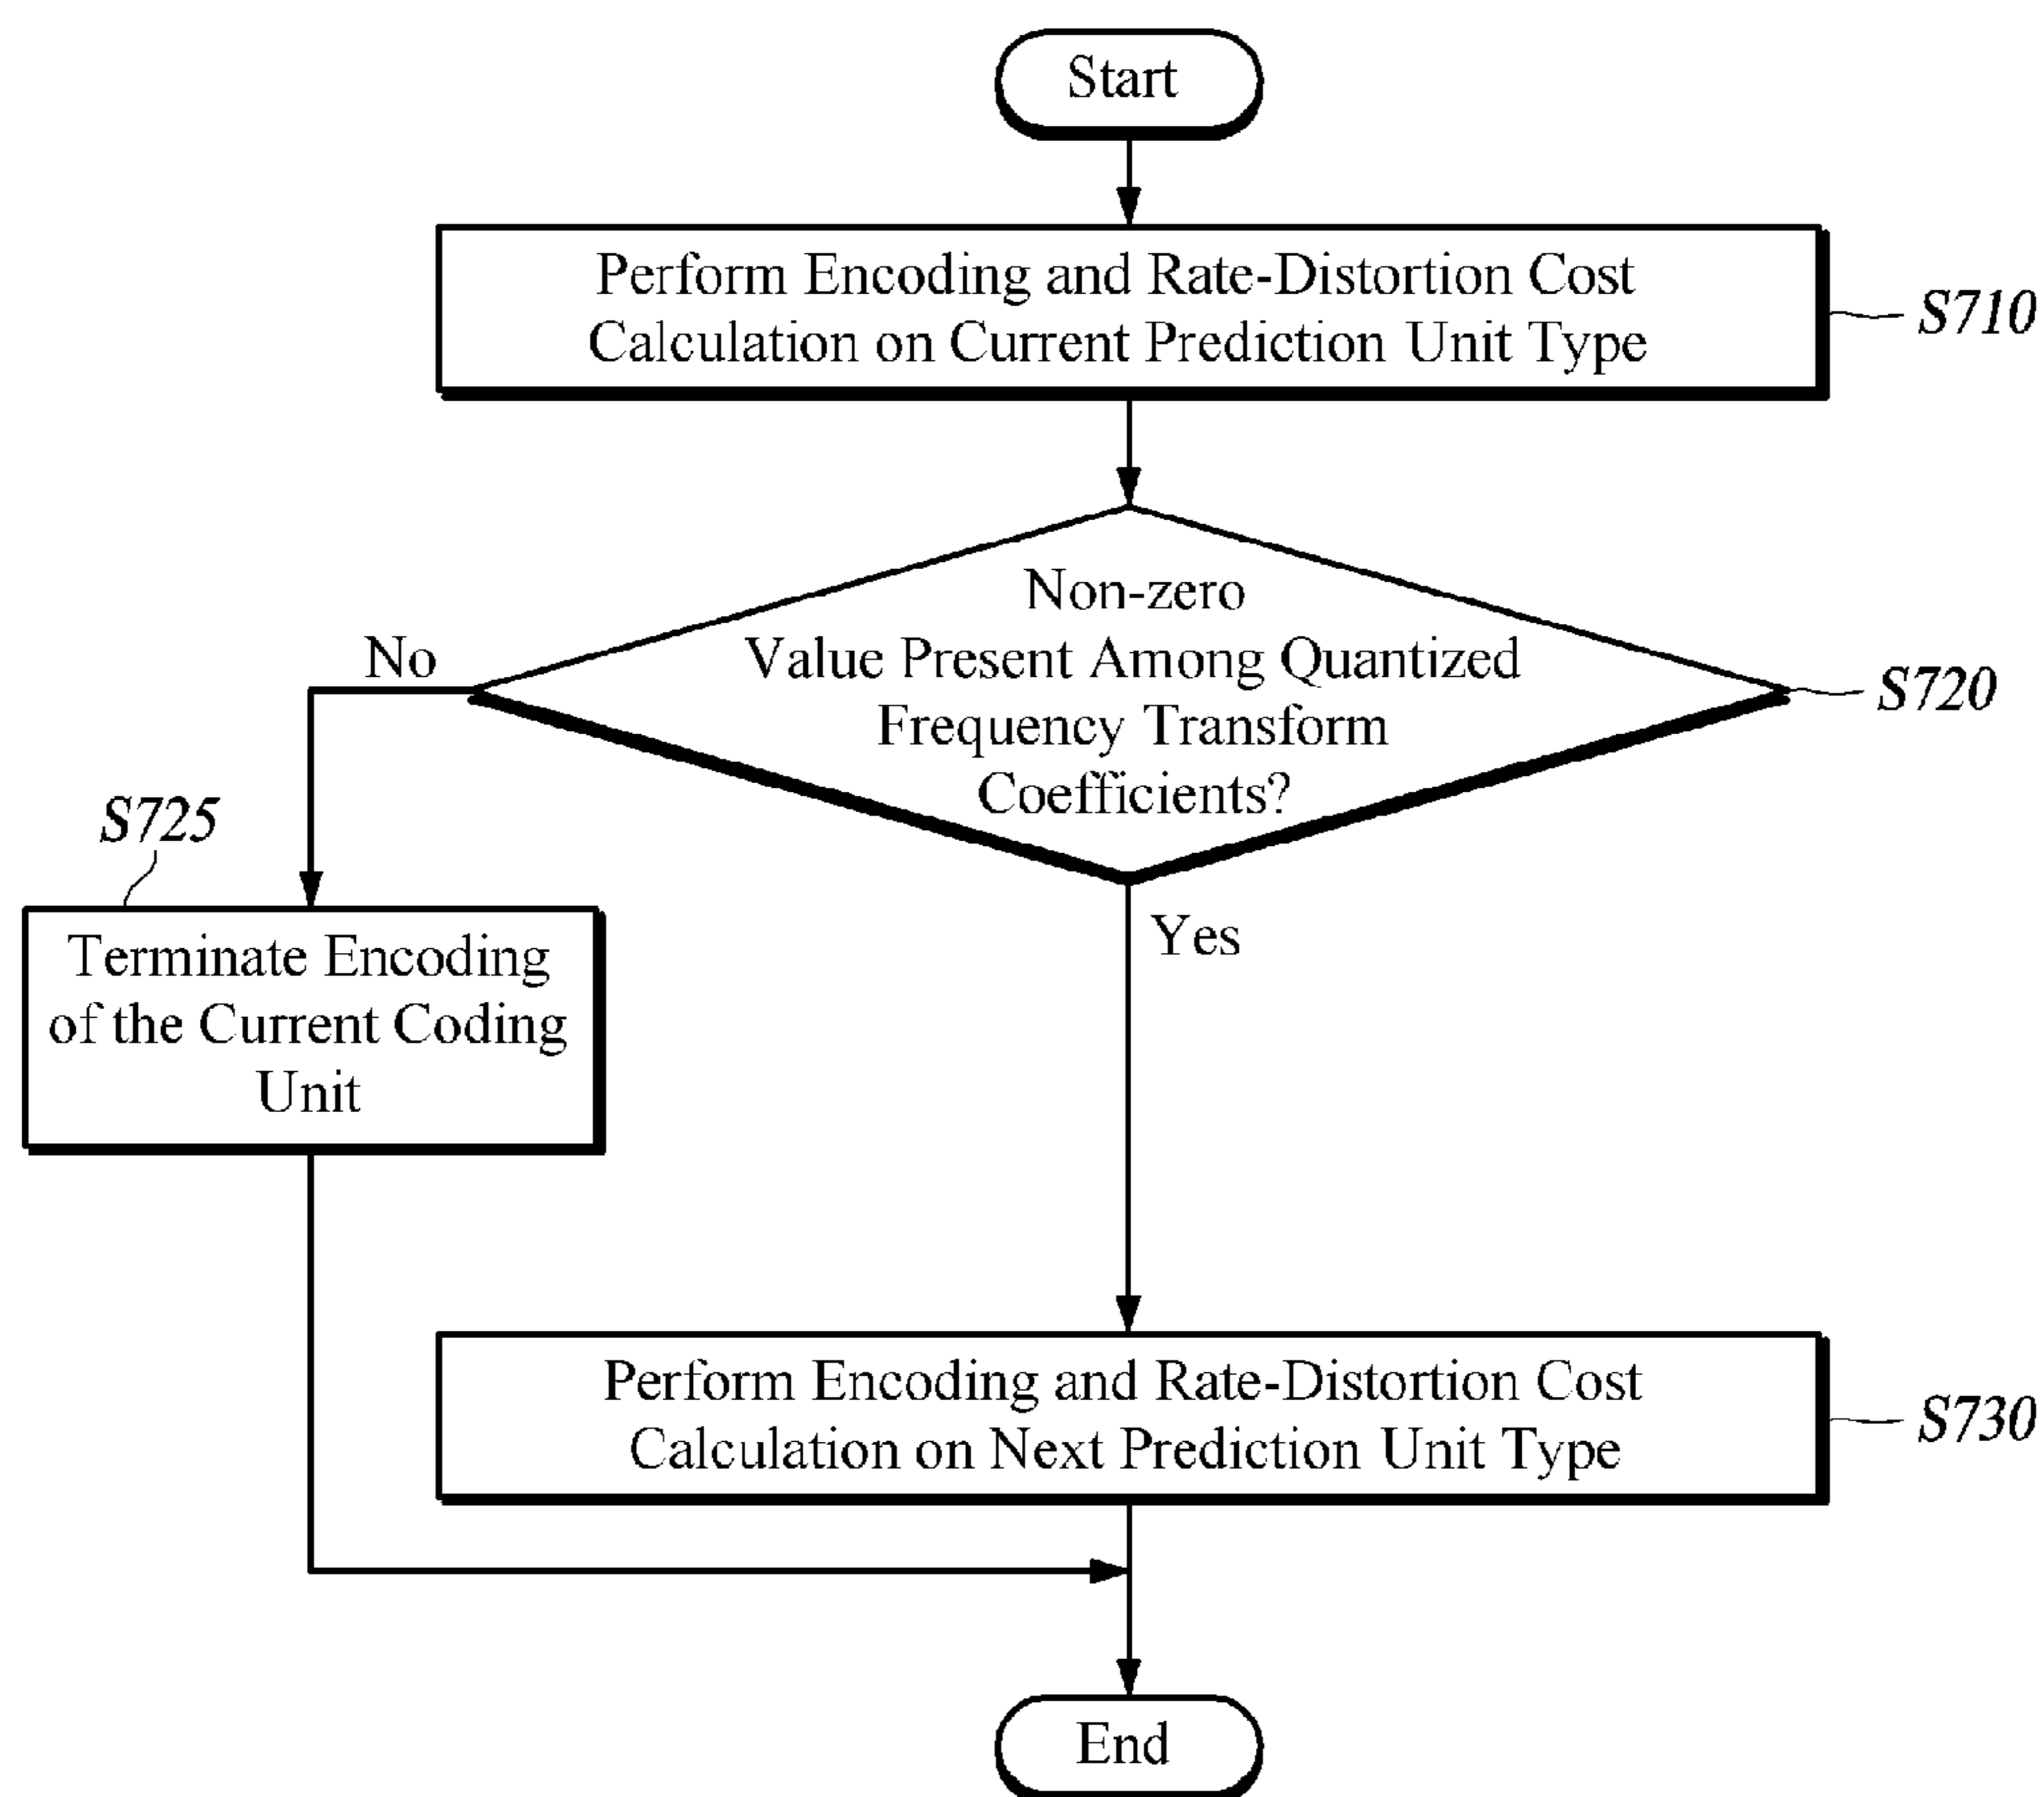 Start
Perform Encoding and Rate-Distortion Cost
Calculation on Current Prediction Unit Type
S710
Non-zero
Value Present Among Quantized
Frequency Transform
Coefficients?
S720
No
S725
Terminate Encoding
of the Current Coding
Unit
Yes
Perform Encoding and Rate-Distortion Cost
Calculation on Next Prediction Unit Type
S730
End